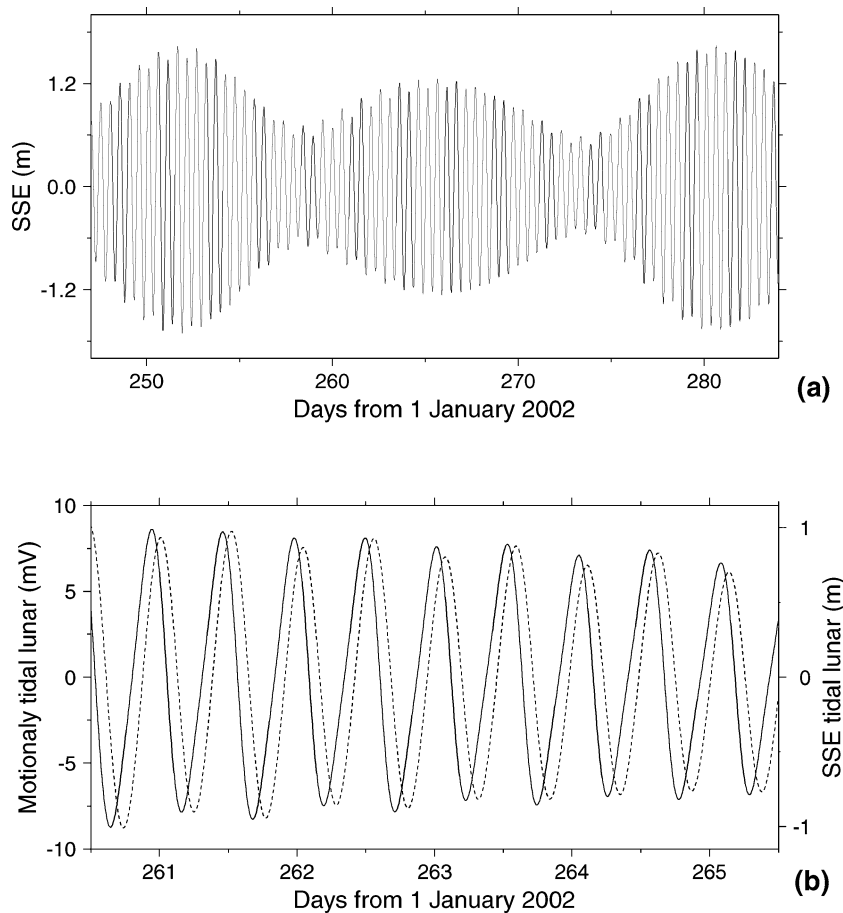 1.2
0.0
-1.2
SSE (m)
250 260 270 280
Days from 1 January 2002
(a)
10
5
0
-5
-10
Motionaly tidal lunar (mV)
1
0
-1
SSE tidal lunar (m)
261 262 263 264 265
Days from 1 January 2002
(b)